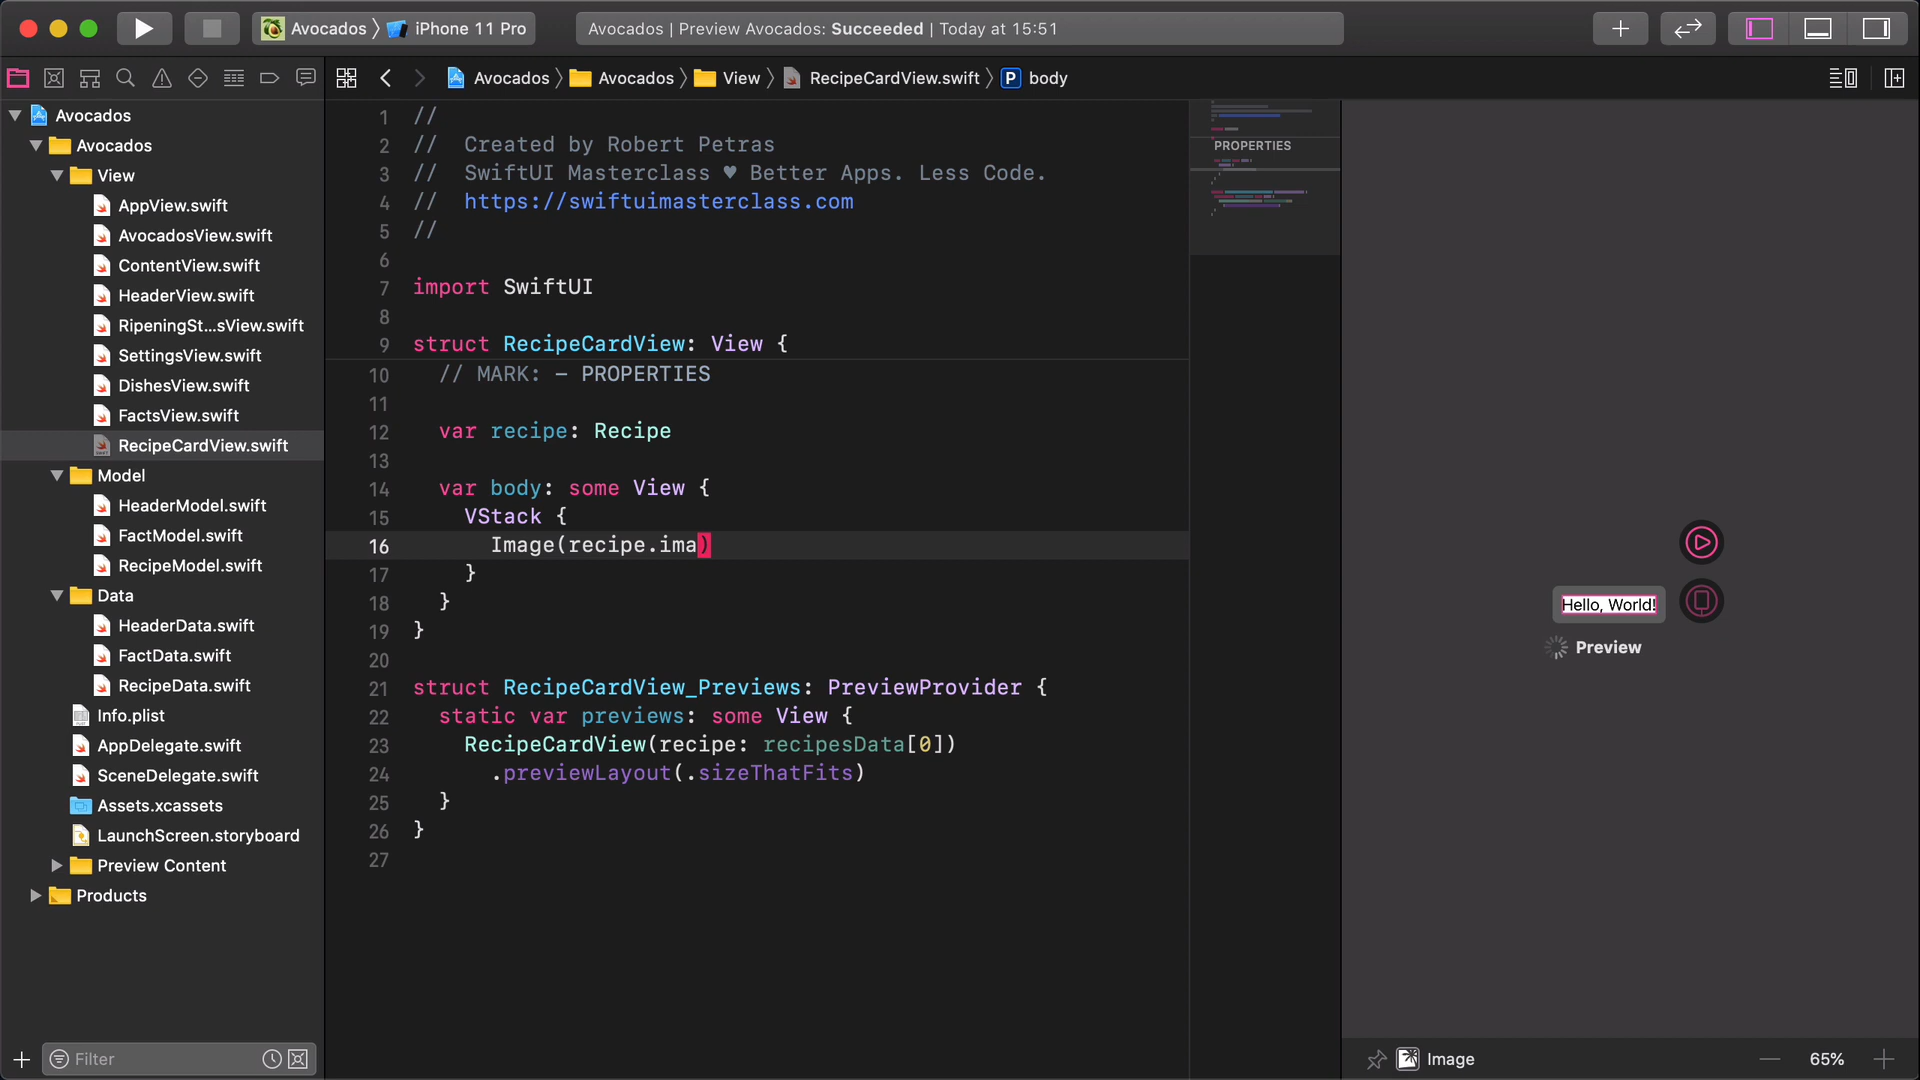 Avocados 〉 iPhone 11 Pro
Avocados | Preview Avocados: Succeeded | Today at 15:51
Avocados 〉 Avocados 〉 View 〉 RecipeCardView.swift 〉 P body
Avocados
Avocados
View
AppView.swift
AvocadosView.swift
ContentView.swift
HeaderView.swift
RipeningSt...sView.swift
SettingsView.swift
DishesView.swift
FactsView.swift
RecipeCardView.swift
Model
HeaderModel.swift
FactModel.swift
RecipeModel.swift
Data
HeaderData.swift
FactData.swift
RecipeData.swift
Info.plist
AppDelegate.swift
SceneDelegate.swift
Assets.xcassets
LaunchScreen.storyboard
Preview Content
Products
Filter
1 //
2 // Created by Robert Petras
3 // SwiftUI Masterclass ♥ Better Apps. Less Code.
4 // https://swiftuimasterclass.com
5 //
6
7 import SwiftUI
8
9 struct RecipeCardView: View {
10 // MARK: - PROPERTIES
11
12 var recipe: Recipe
13
14 var body: some View {
15 VStack {
16 Image(recipe.ima)
17 }
18 }
19 }
20
21 struct RecipeCardView_Previews: PreviewProvider {
22 static var previews: some View {
23 RecipeCardView(recipe: recipesData[0])
24 .previewLayout(.sizeThatFits)
25 }
26 }
27
PROPERTIES
Hello, World!
Preview
Image
65%